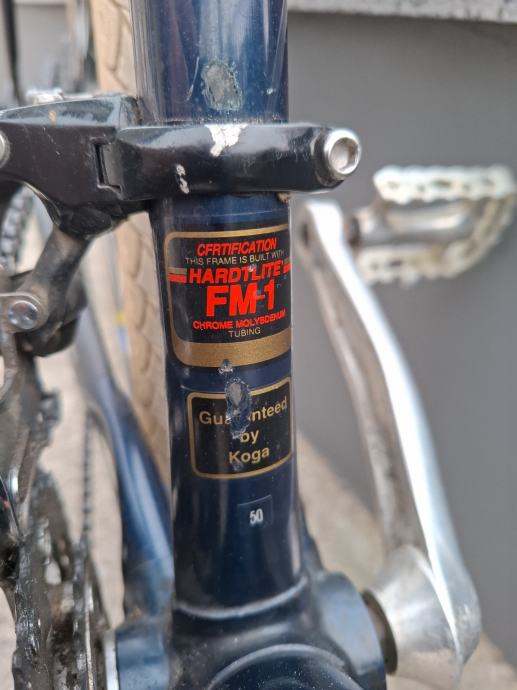 CERTIFICATION
THIS FRAME IS BUILT WITH
HARDTLITE
FM-1
CHROME MOLYBDENUM
TUBING
Guaranteed
by
Koga
50